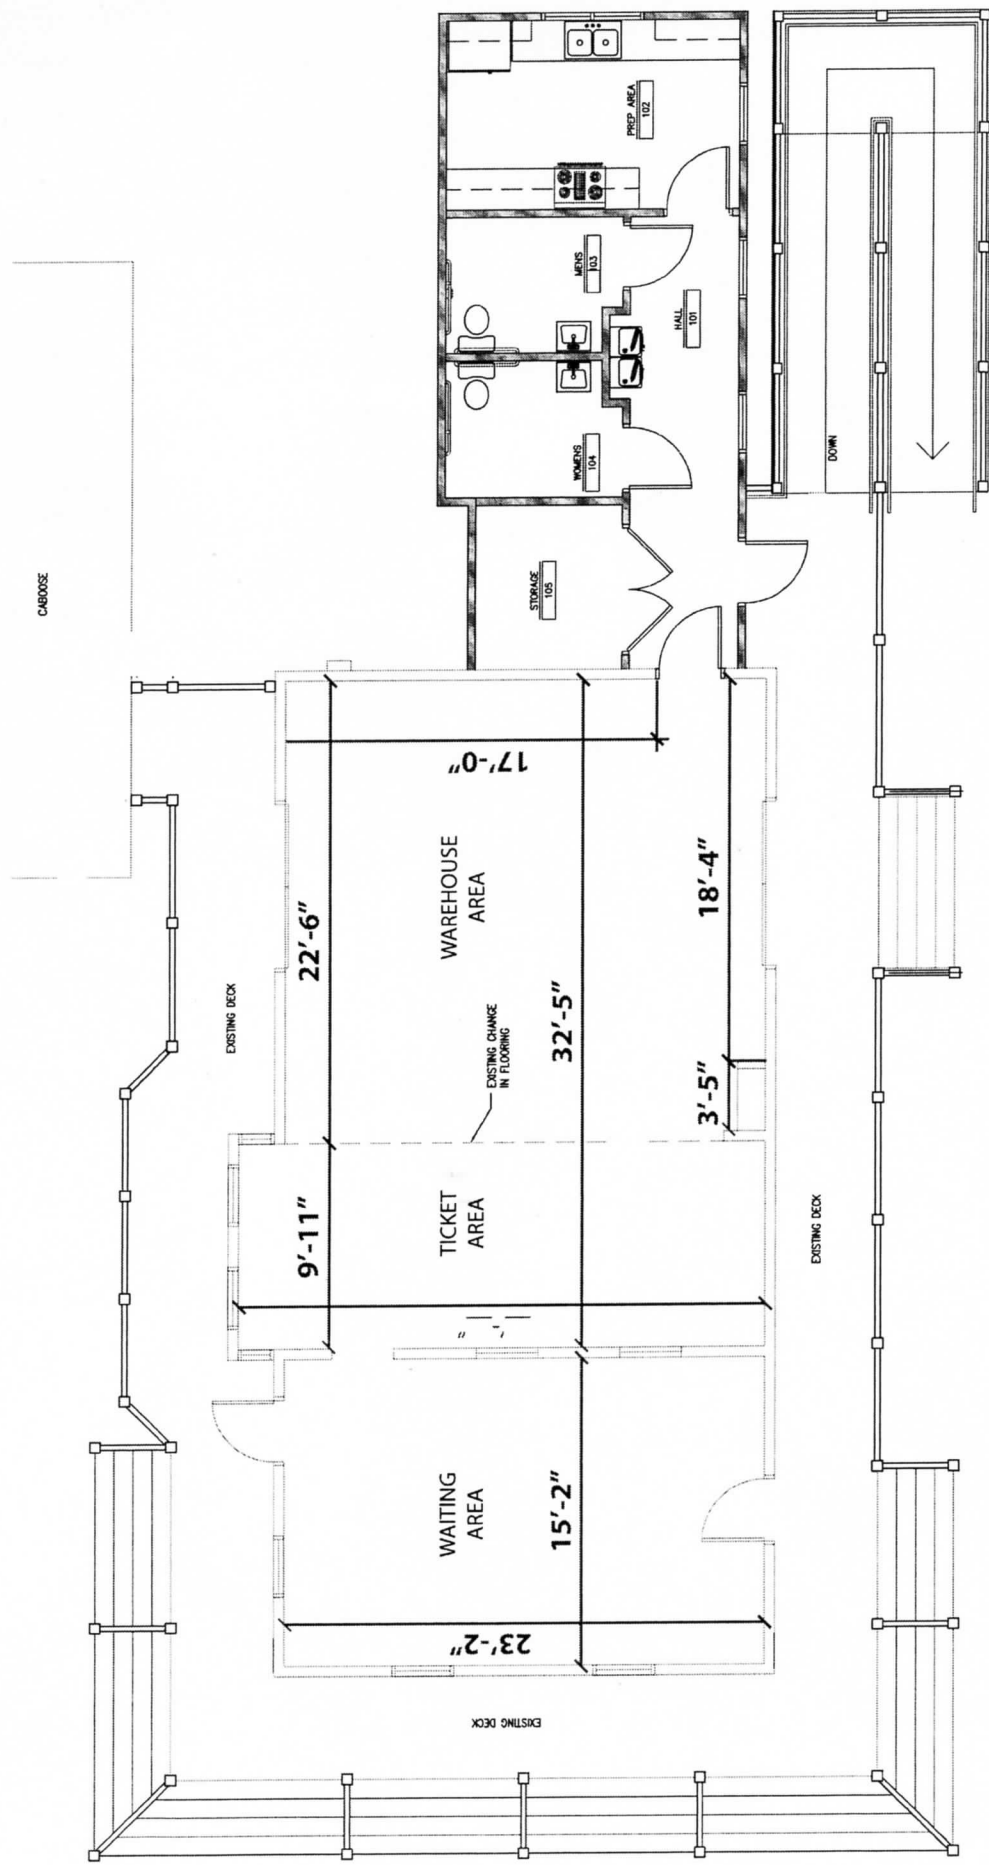 CABOOSE
PREP AREA
102
MENS
103
HALL
101
WOMENS
104
STORAGE
105
DOWN
17'-0"
WAREHOUSE
AREA
22'-6"
32'-5"
18'-4"
3'-5"
EXISTING DECK
EXISTING CHANGE
IN FLOORING
TICKET
AREA
9'-11"
EXISTING DECK
WAITING
AREA
15'-2"
23'-2"
EXISTING DECK